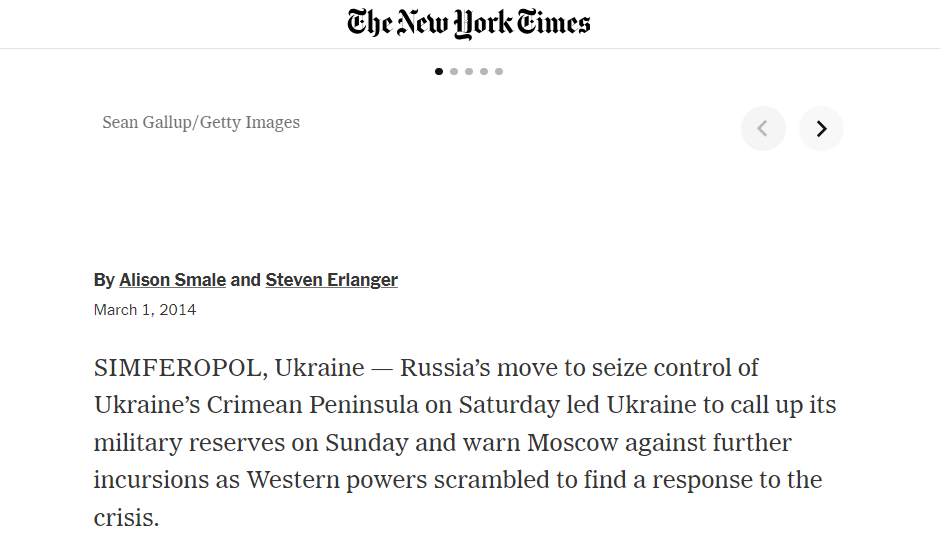 The New York Times
Sean Gallup/Getty Images
By Alison Smale and Steven Erlanger
March 1, 2014
SIMFEROPOL, Ukraine — Russia’s move to seize control of
Ukraine’s Crimean Peninsula on Saturday led Ukraine to call up its
military reserves on Sunday and warn Moscow against further
incursions as Western powers scrambled to find a response to the
crisis.